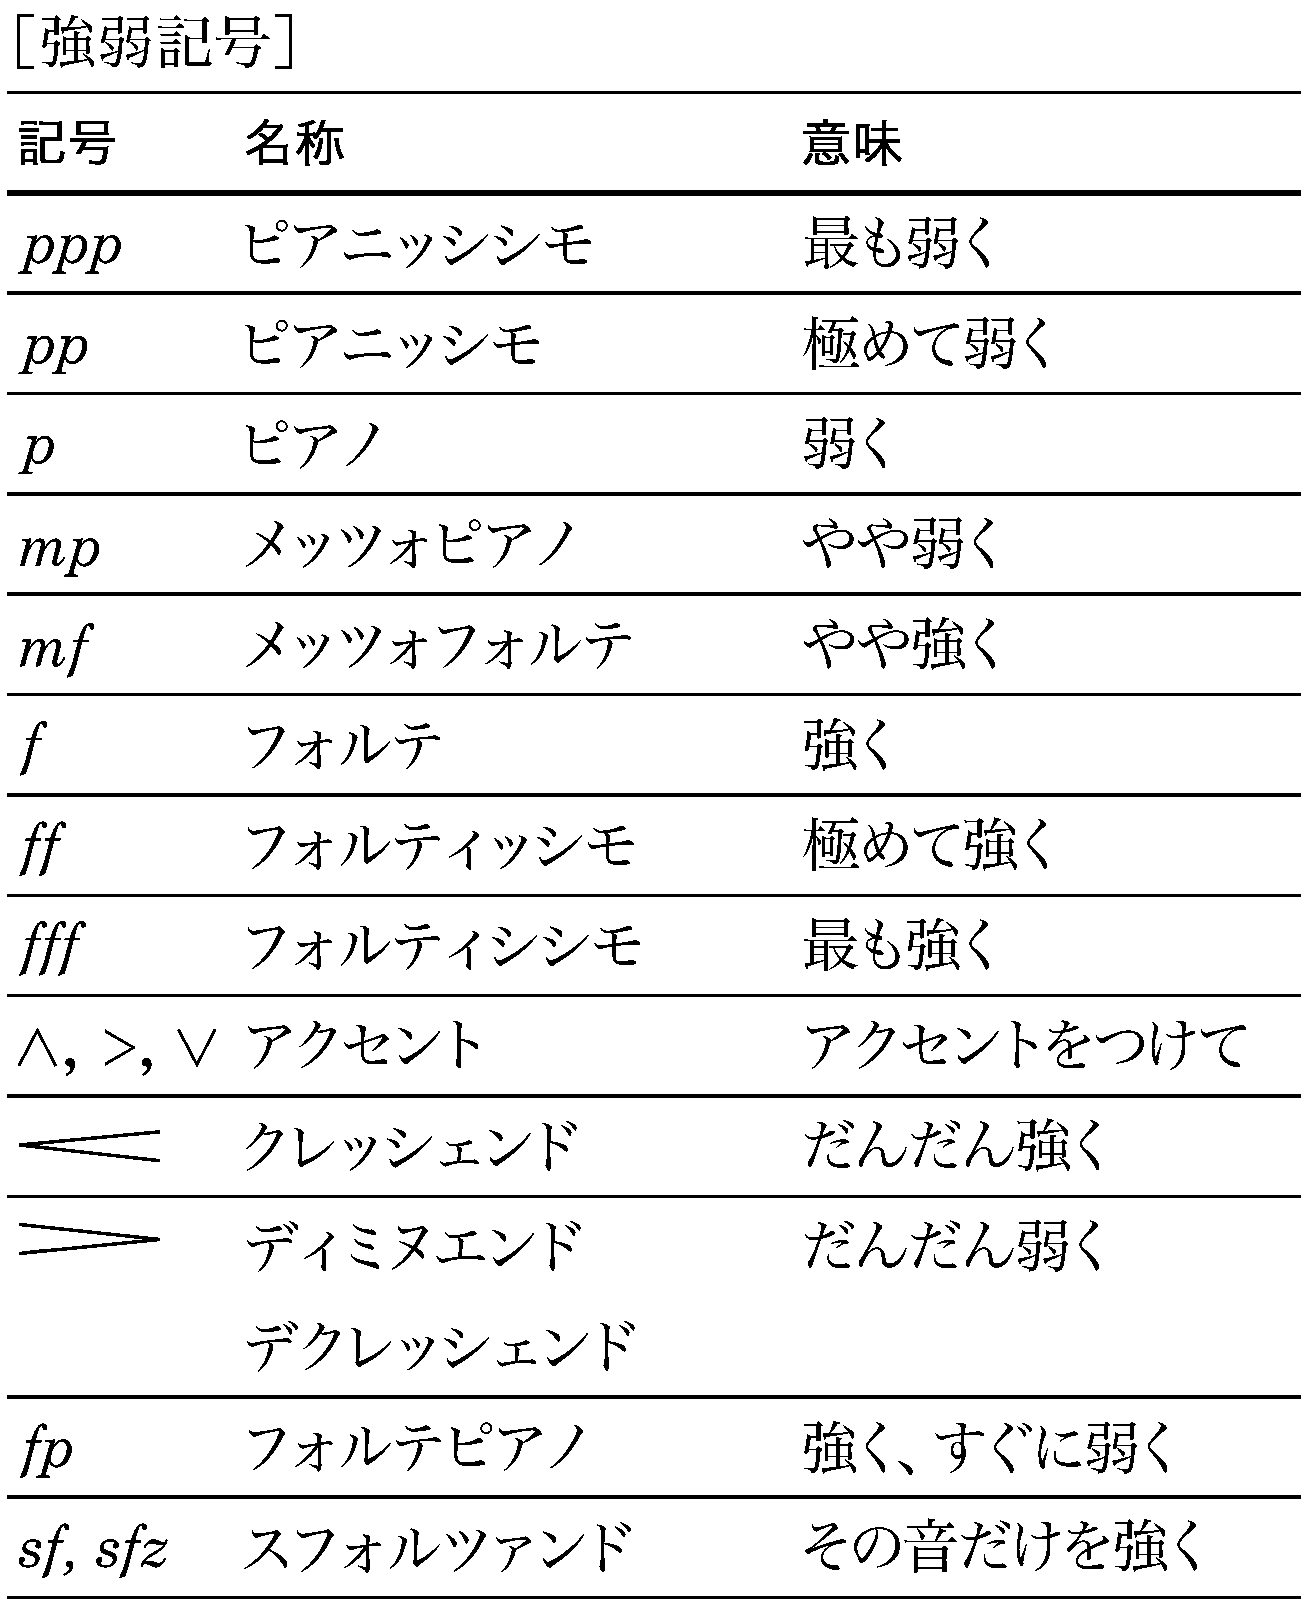 ［強弱記号］
記号 名称 意味
ppp ピアニッシシモ 最も弱く
pp ピアニッシモ 極めて弱く
p ピアノ 弱く
mp メッツォピアノ やや弱く
mf メッツォフォルテ やや強く
f フォルテ 強く
ff フォルティッシモ 極めて強く
fff フォルティシシモ 最も強く
∧, >, ∨ アクセント アクセントをつけて
クレッシェンド だんだん強く
ディミヌエンド だんだん弱く
デクレッシェンド
fp フォルテピアノ 強く、すぐに弱く
sf, sfz スフォルツァンド その音だけを強く